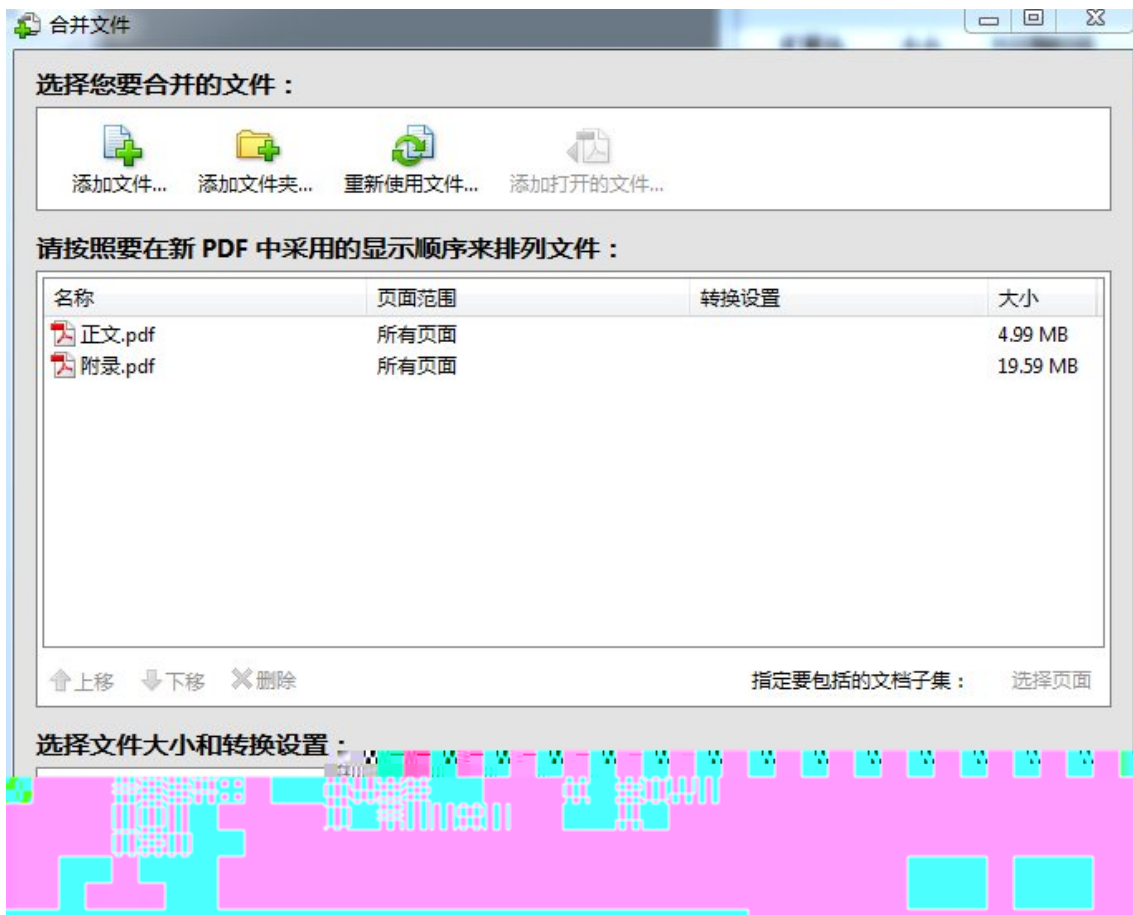 合并文件
选择您要合并的文件：
添加文件... 添加文件夹... 重新使用文件... 添加打开的文件...
请按照要在新 PDF 中采用的显示顺序来排列文件：
名称 页面范围 转换设置 大小
正文.pdf 所有页面 4.99 MB
附录.pdf 所有页面 19.59 MB
上移 下移 删除 指定要包括的文档子集： 选择页面
选择文件大小和转换设置：